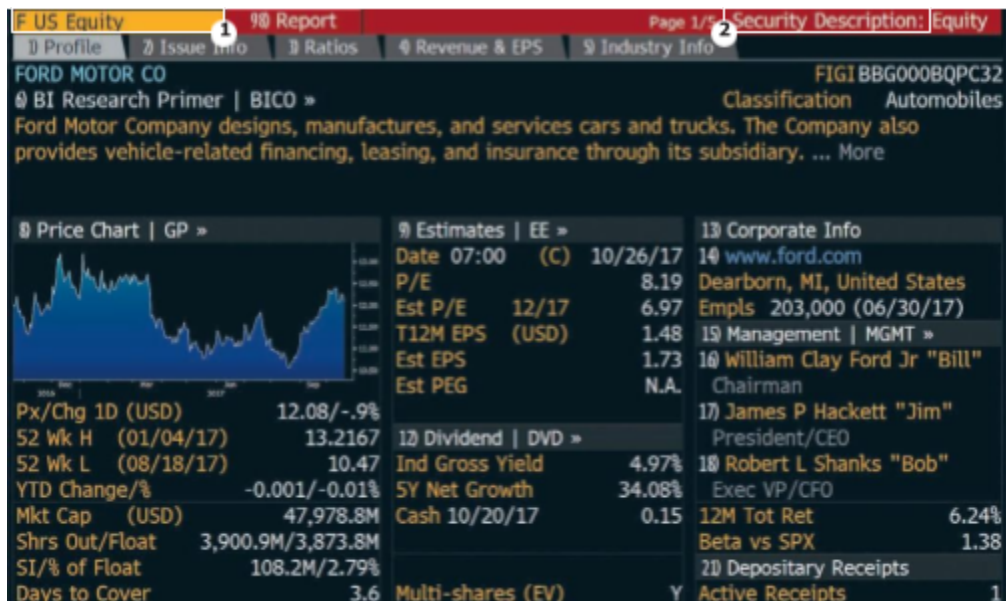 F US Equity 98) Report Page 1/5 Security Description: Equity
1 2
1) Profile 2) Issue Info 3) Ratios 4) Revenue & EPS 5) Industry Info
FORD MOTOR CO FIGI BBG000BQPC32
6) BI Research Primer | BICO » Classification Automobiles
Ford Motor Company designs, manufactures, and services cars and trucks. The Company also
provides vehicle-related financing, leasing, and insurance through its subsidiary. ... More
8) Price Chart | GP »
Px/Chg 1D (USD) 12.08/-.9%
52 Wk H (01/04/17) 13.2167
52 Wk L (08/18/17) 10.47
YTD Change/% -0.001/-0.01%
Mkt Cap (USD) 47,978.8M
Shrs Out/Float 3,900.9M/3,873.8M
SI/% of Float 108.2M/2.79%
Days to Cover 3.6
9) Estimates | EE »
Date 07:00 (C) 10/26/17
P/E 8.19
Est P/E 12/17 6.97
T12M EPS (USD) 1.48
Est EPS 1.73
Est PEG N.A.
12) Dividend | DVD »
Ind Gross Yield 4.97%
5Y Net Growth 34.08%
Cash 10/20/17 0.15
Multi-shares (EV) Y
13) Corporate Info
14) www.ford.com
Dearborn, MI, United States
Empls 203,000 (06/30/17)
15) Management | MGMT »
16) William Clay Ford Jr "Bill"
Chairman
17) James P Hackett "Jim"
President/CEO
18) Robert L Shanks "Bob"
Exec VP/CFO
12M Tot Ret 6.24%
Beta vs SPX 1.38
21) Depositary Receipts
Active Receipts 1